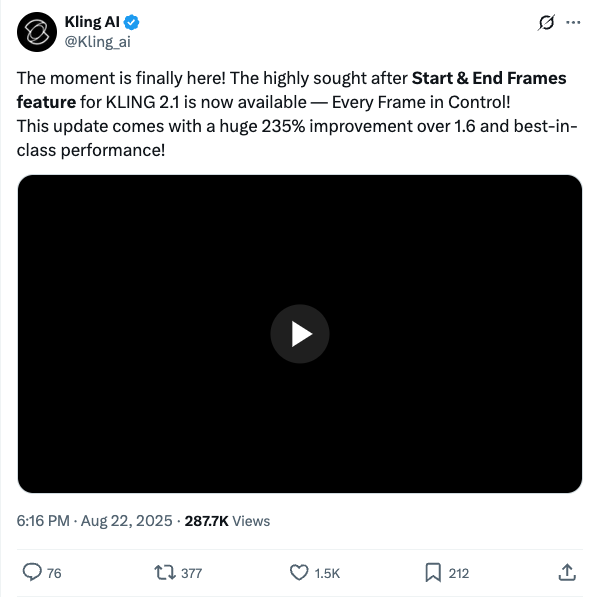 Kling AI
@Kling_ai
The moment is finally here! The highly sought after Start & End Frames
feature for KLING 2.1 is now available — Every Frame in Control!
This update comes with a huge 235% improvement over 1.6 and best-in-
class performance!
6:16 PM · Aug 22, 2025 · 287.7K Views
76
377
1.5K
212